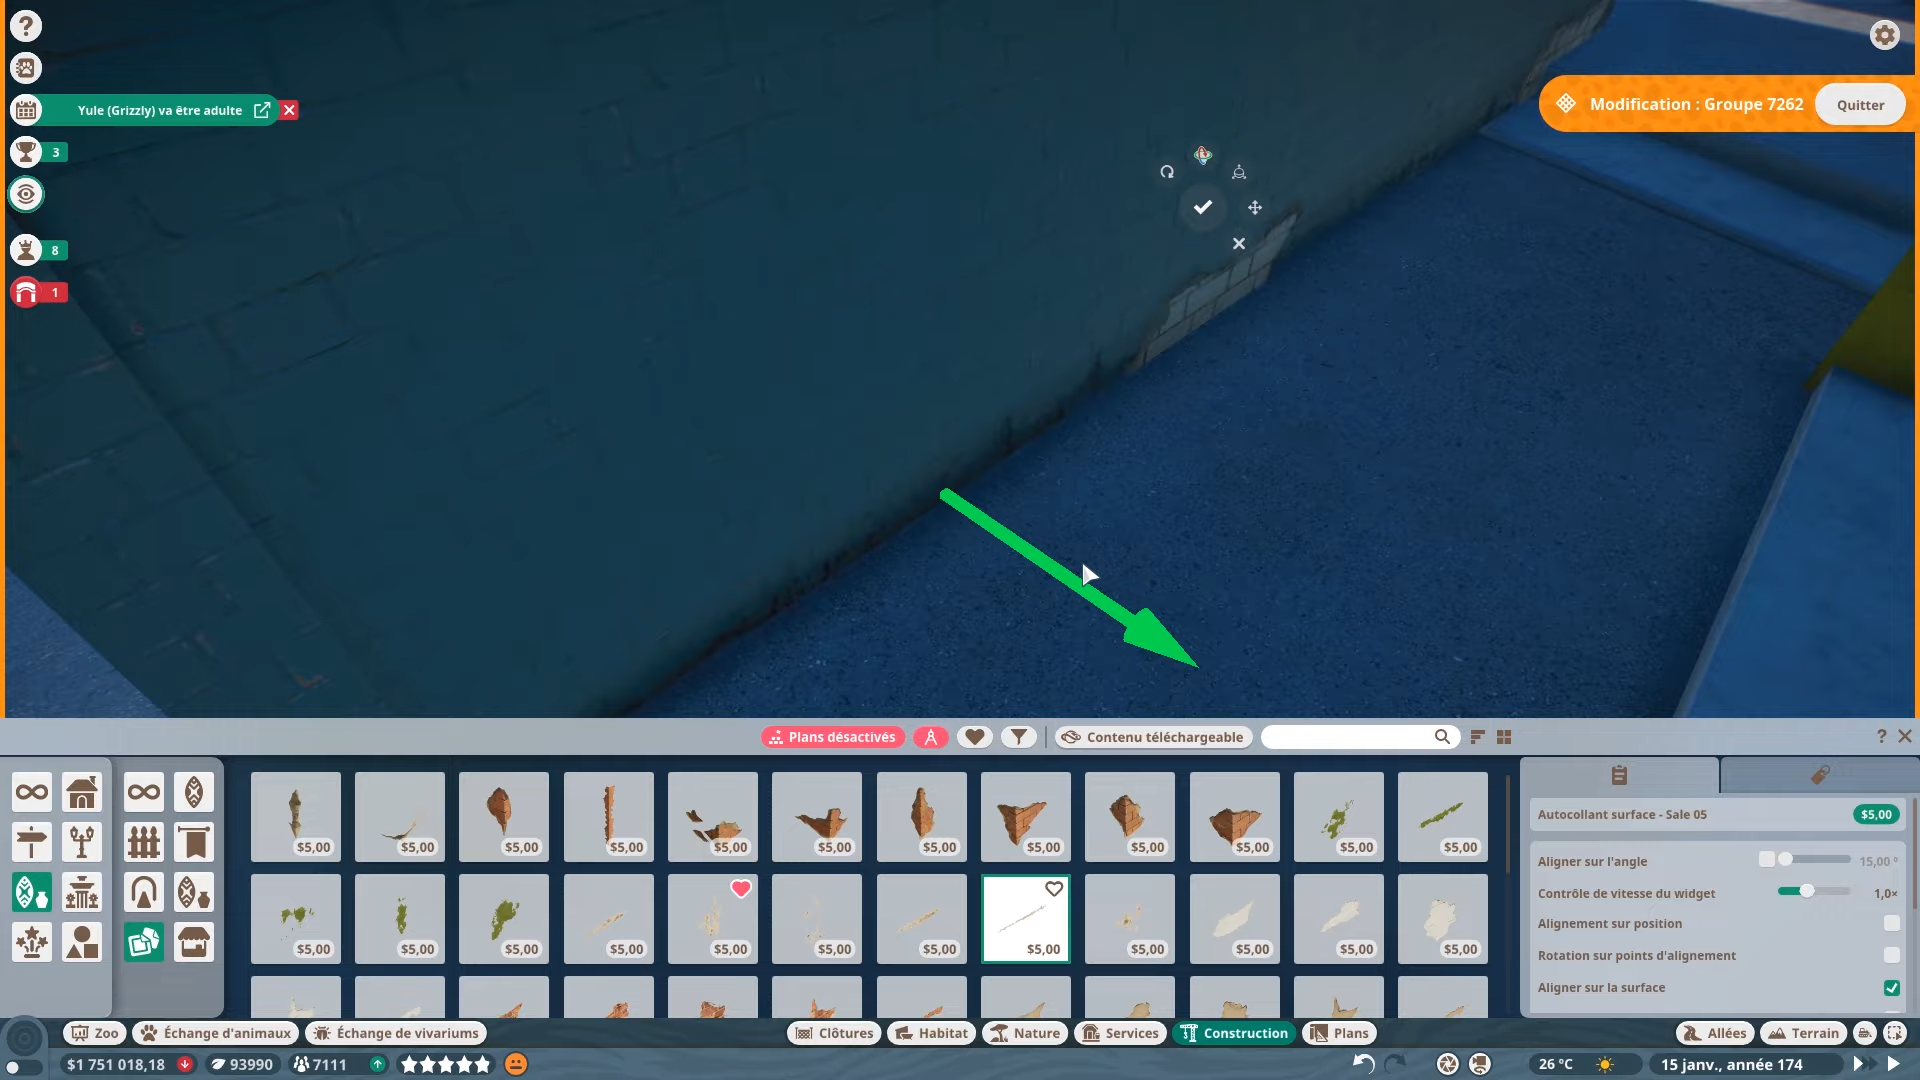 ?
Yule (Grizzly) va être adulte
3
8
1
Modification : Groupe 7262
Quitter
Plans désactivés
Contenu téléchargeable
?
$5,00 $5,00 $5,00 $5,00 $5,00 $5,00 $5,00 $5,00 $5,00 $5,00 $5,00 $5,00
$5,00 $5,00 $5,00 $5,00 $5,00 $5,00 $5,00 $5,00 $5,00 $5,00 $5,00 $5,00
Autocollant surface - Sale 05
$5,00
Aligner sur l'angle
15,00 °
Contrôle de vitesse du widget
1,0×
Alignement sur position
Rotation sur points d'alignement
Aligner sur la surface
Zoo
Échange d'animaux
Échange de vivariums
Clôtures
Habitat
Nature
Services
Construction
Plans
Allées
Terrain
$1 751 018,18
93990
7111
26 °C
15 janv., année 174